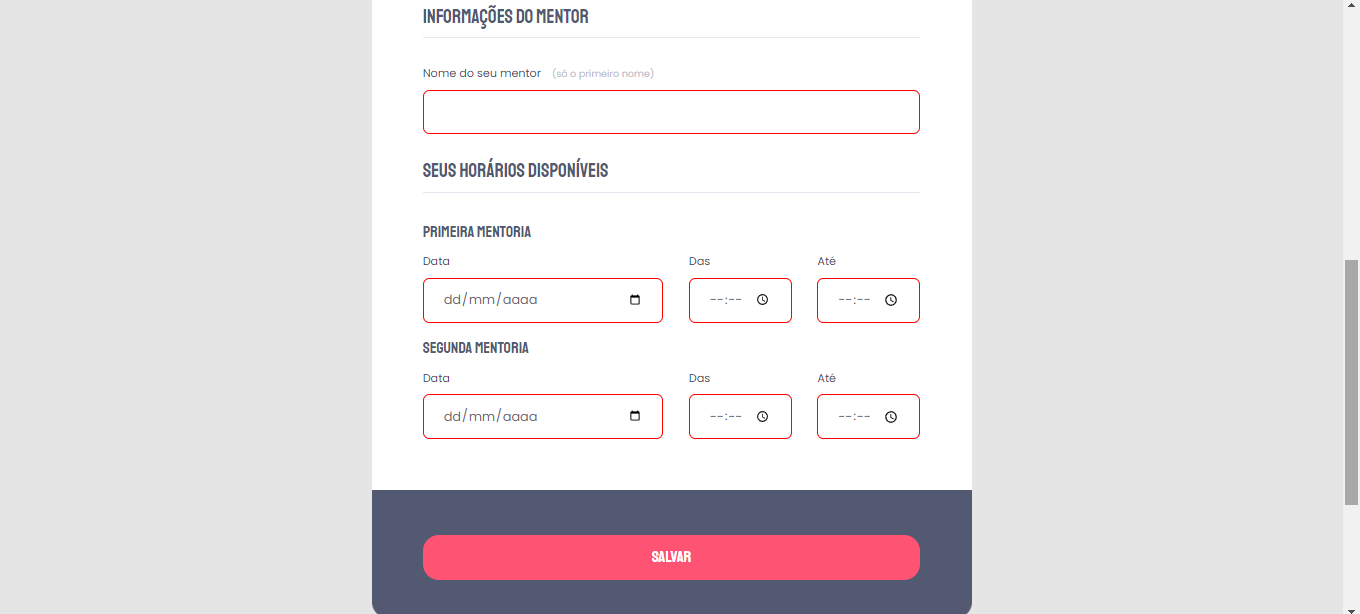 INFORMAÇÕES DO MENTOR
Nome do seu mentor (só o primeiro nome)
SEUS HORÁRIOS DISPONÍVEIS
PRIMEIRA MENTORIA
Data Das Até
dd/mm/aaaa --:-- --:--
SEGUNDA MENTORIA
Data Das Até
dd/mm/aaaa --:-- --:--
SALVAR